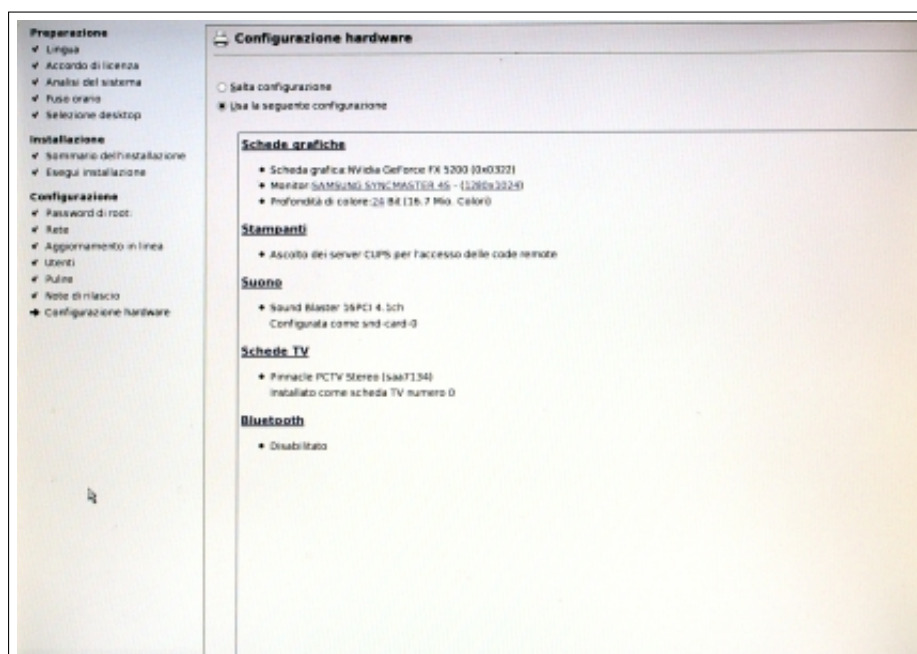 Preparazione
Lingua
Accordo di licenza
Analisi del sistema
Fuso orario
Selezione desktop
Installazione
Sommario dell'installazione
Esegui installazione
Configurazione
Password di root
Rete
Aggiornamento in linea
Utenti
Pulire
Note di rilascio
Configurazione hardware
Configurazione hardware
Salta configurazione
Usa la seguente configurazione
Schede grafiche
Scheda grafica:NVidia GeForce FX 5200 (0x0322)
Monitor:SAMSUNG SYNCMASTER - (1280x1024)
Profondità di colore:24 Bit (16.7 Mio. Colori)
Stampanti
Ascolto dei server CUPS per l'accesso delle code remote
Suono
Sound Blaster 16PCI 4.1ch
Configurata come snd-card-0
Schede TV
Pinnacle PCTV Stereo (saa7134)
Installato come scheda TV numero 0
Bluetooth
Disabilitato